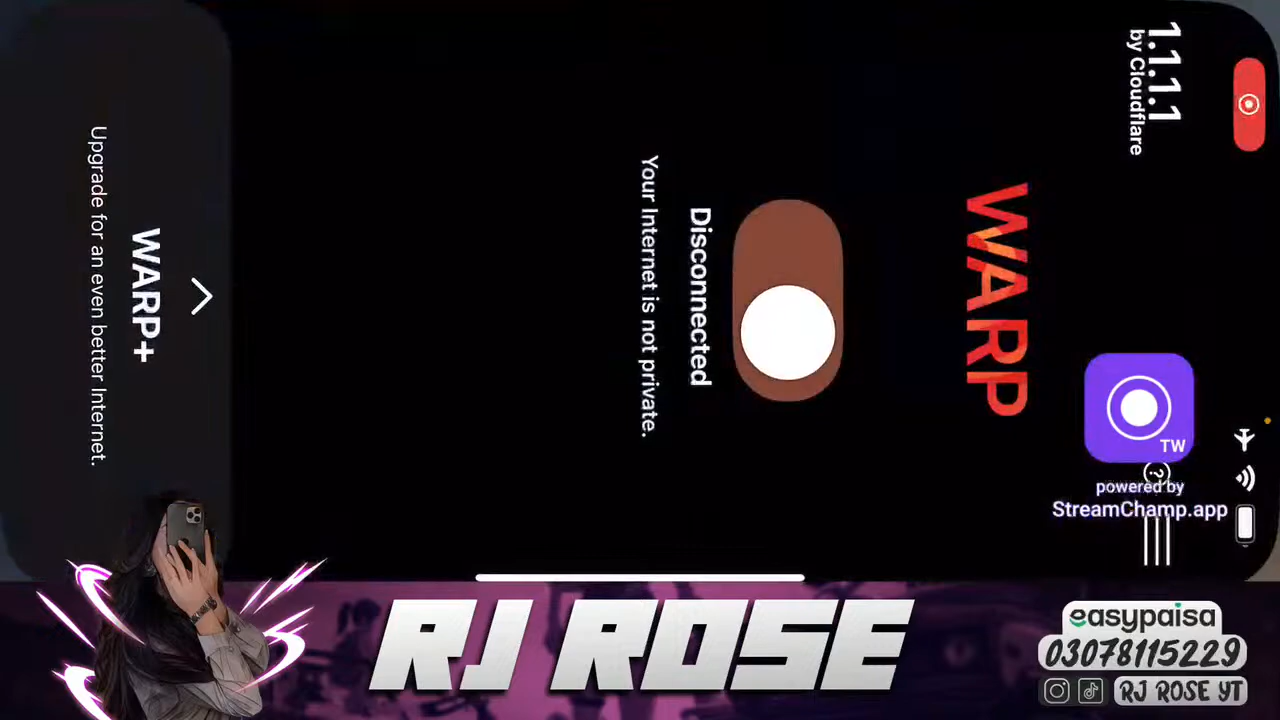 1.1.1.1
by Cloudflare
WARP
Disconnected
Your Internet is not private.
WARP+
Upgrade for an even better Internet.
TW
powered by
StreamChamp.app
RJ ROSE
easypaisa
03078115229
RJ ROSE YT